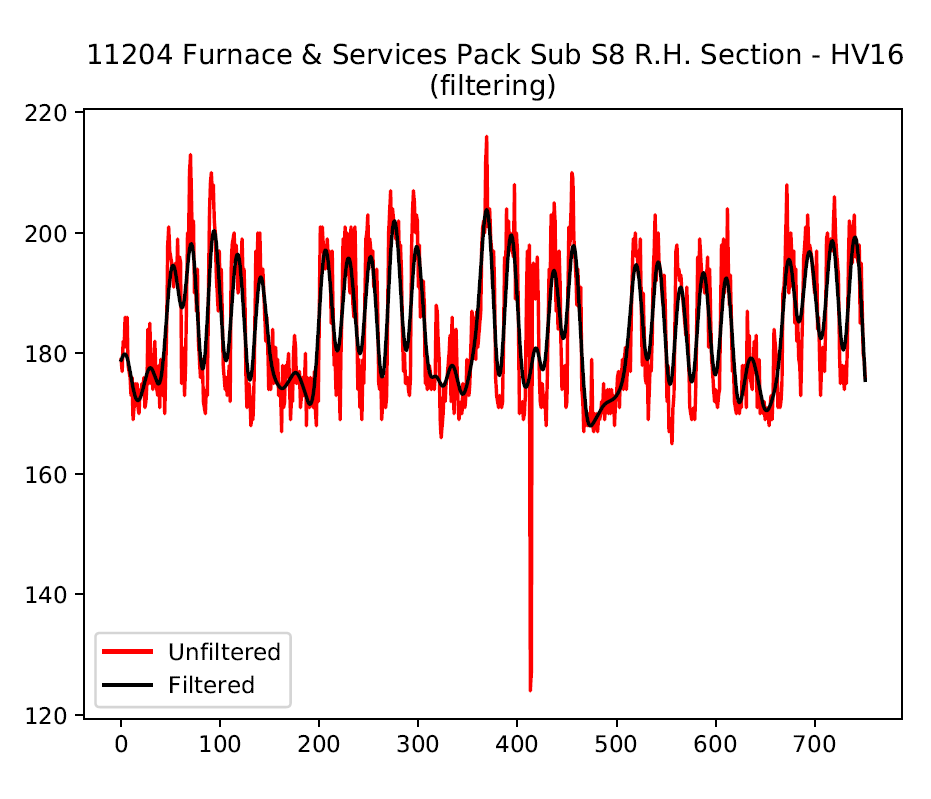 11204 Furnace & Services Pack Sub S8 R.H. Section - HV16
(filtering)
220
200
180
160
140
120
Unfiltered
Filtered
0 100 200 300 400 500 600 700